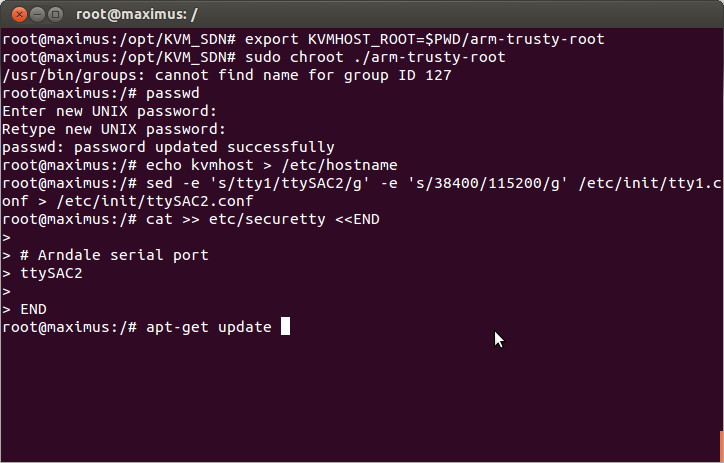 root@maximus: /
root@maximus:/opt/KVM_SDN# export KVMHOST_ROOT=$PWD/arm-trusty-root
root@maximus:/opt/KVM_SDN# sudo chroot ./arm-trusty-root
/usr/bin/groups: cannot find name for group ID 127
root@maximus:/# passwd
Enter new UNIX password:
Retype new UNIX password:
passwd: password updated successfully
root@maximus:/# echo kvmhost > /etc/hostname
root@maximus:/# sed -e 's/tty1/ttySAC2/g' -e 's/38400/115200/g' /etc/init/tty1.c
onf > /etc/init/ttySAC2.conf
root@maximus:/# cat >> etc/securetty <<END
>
> # Arndale serial port
> ttySAC2
>
> END
root@maximus:/# apt-get update